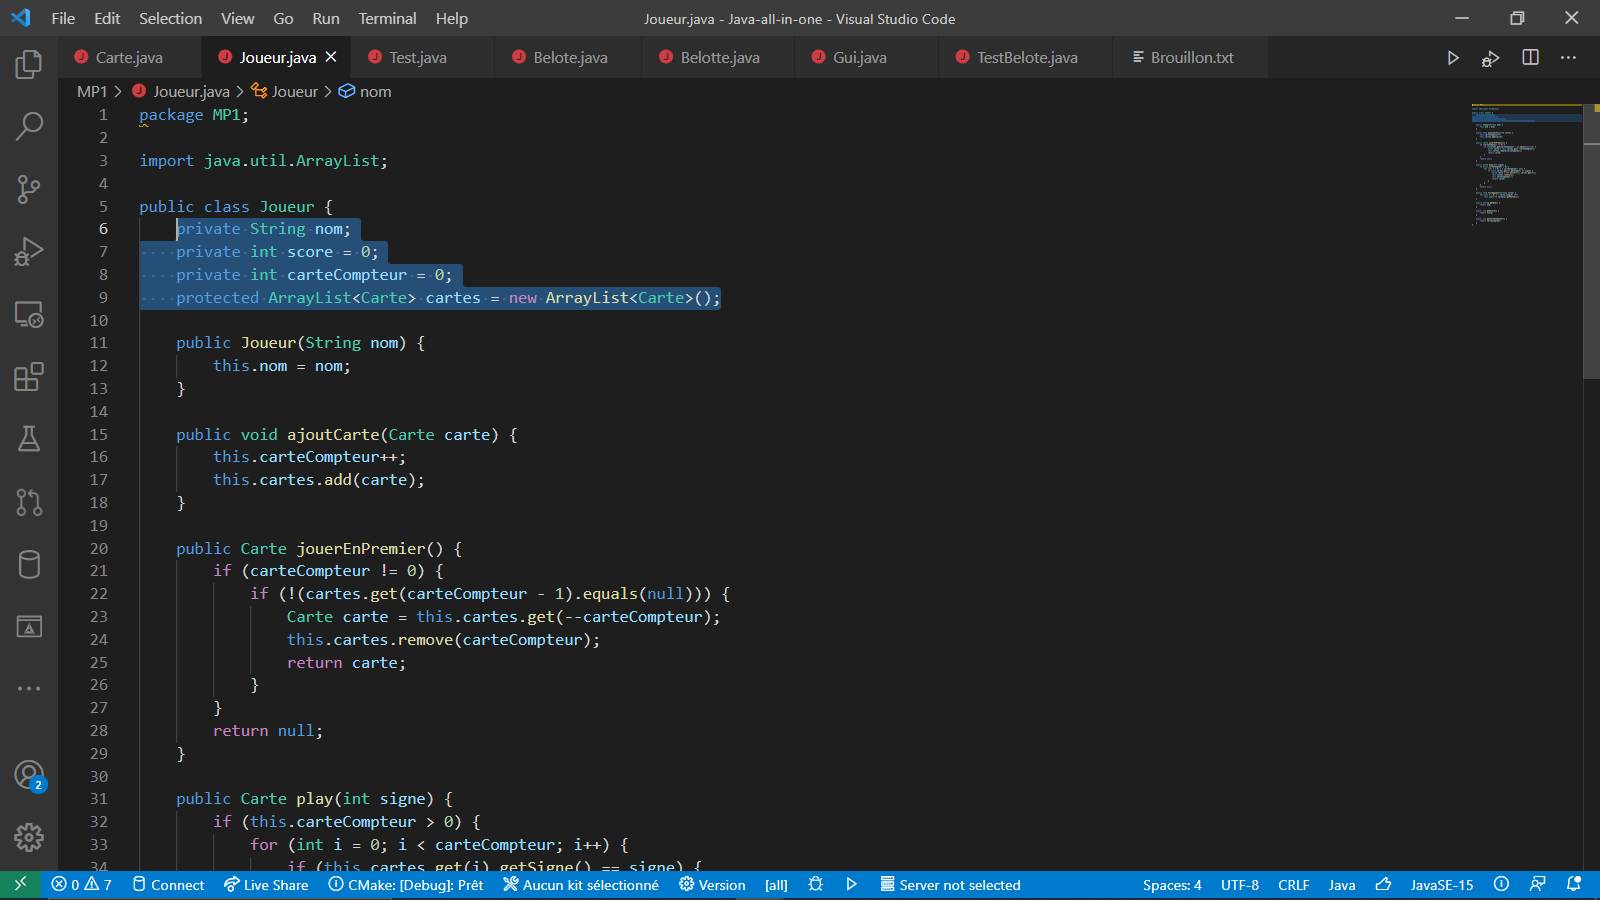 File Edit Selection View Go Run Terminal Help Joueur.java - Java-all-in-one - Visual Studio Code
Carte.java Joueur.java Test.java Belote.java Belotte.java Gui.java TestBelote.java Brouillon.txt
MP1 > Joueur.java > Joueur > nom
1 package MP1;
2
3 import java.util.ArrayList;
4
5 public class Joueur {
6 private String nom;
7 private int score = 0;
8 private int carteCompteur = 0;
9 protected ArrayList<Carte> cartes = new ArrayList<Carte>();
10
11 public Joueur(String nom) {
12 this.nom = nom;
13 }
14
15 public void ajoutCarte(Carte carte) {
16 this.carteCompteur++;
17 this.cartes.add(carte);
18 }
19
20 public Carte jouerEnPremier() {
21 if (carteCompteur != 0) {
22 if (!(cartes.get(carteCompteur - 1).equals(null))) {
23 Carte carte = this.cartes.get(--carteCompteur);
24 this.cartes.remove(carteCompteur);
25 return carte;
26 }
27 }
28 return null;
29 }
30
31 public Carte play(int signe) {
32 if (this.carteCompteur > 0) {
33 for (int i = 0; i < carteCompteur; i++) {
34 if (this.cartes.get(i).getSigne() == signe) {
2
0 7 Connect Live Share CMake: [Debug]: Prêt Aucun kit sélectionné Version [all] Server not selected Spaces: 4 UTF-8 CRLF Java JavaSE-15